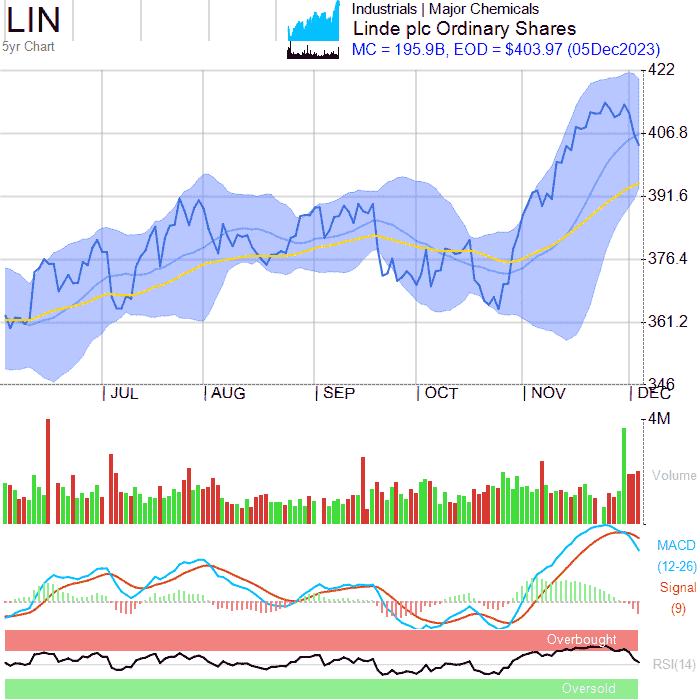 LIN
5yr Chart
Industrials | Major Chemicals
Linde plc Ordinary Shares
MC = 195.9B, EOD = $403.97 (05Dec2023)
422
406.8
391.6
376.4
361.2
346
JUL AUG SEP OCT NOV DEC
4M
Volume
MACD
(12-26)
Signal
(9)
Overbought
RSI(14)
Oversold